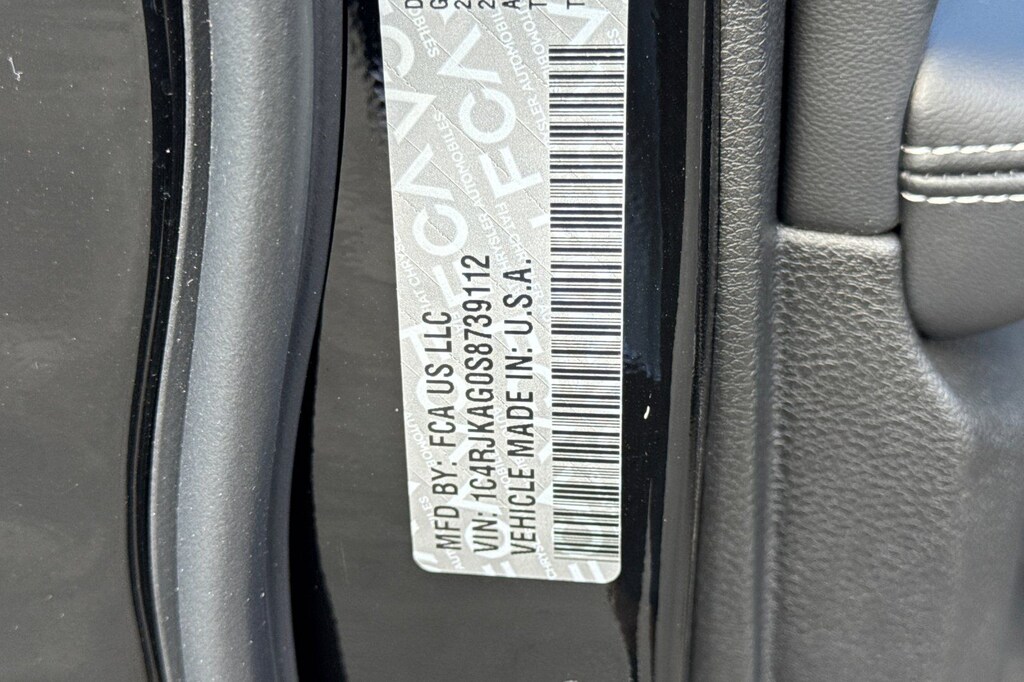 MFD BY: FCA US LLC
VIN: 1C4RJKAG0S8739112
VEHICLE MADE IN: U.S.A.